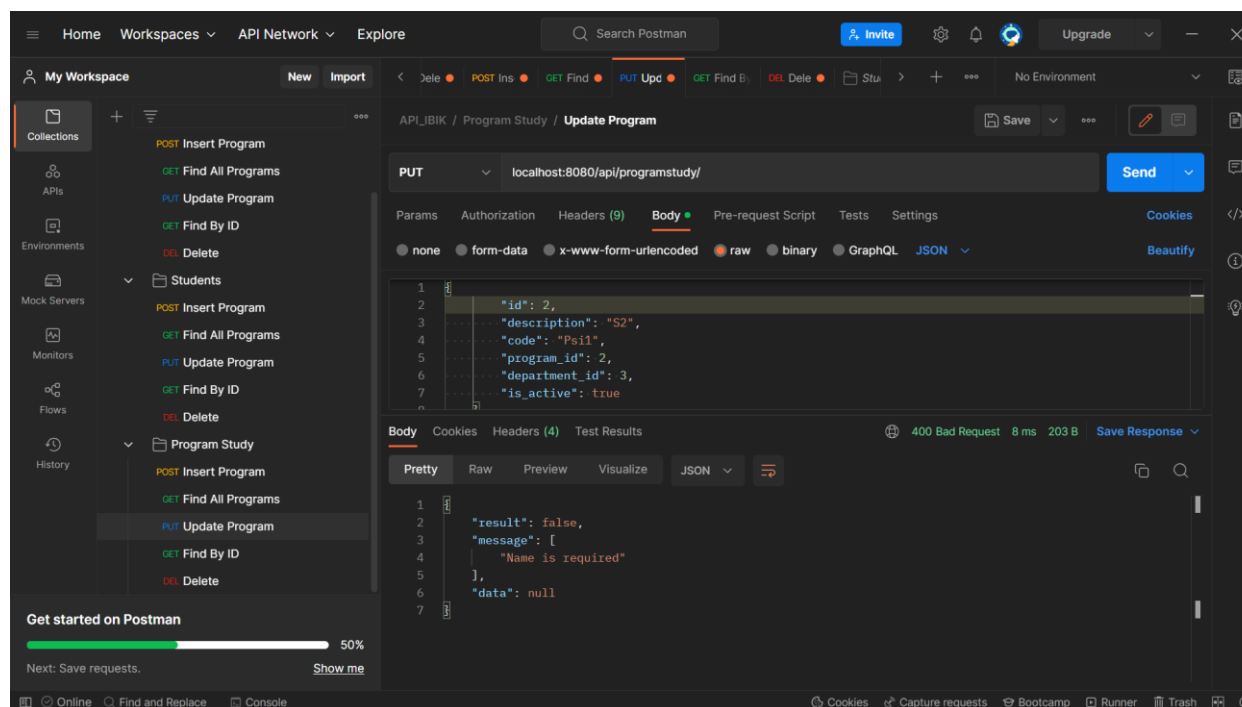 Home Workspaces API Network Explore Search Postman Invite Upgrade
My Workspace New Import Dele POST Ins GET Find PUT Upd GET Find By DEL Dele Stu No Environment
Collections
APIs
Environments
Mock Servers
Monitors
Flows
History
POST Insert Program
GET Find All Programs
PUT Update Program
GET Find By ID
DEL Delete
Students
POST Insert Program
GET Find All Programs
PUT Update Program
GET Find By ID
DEL Delete
Program Study
POST Insert Program
GET Find All Programs
PUT Update Program
GET Find By ID
DEL Delete
Get started on Postman
50%
Next: Save requests. Show me
API_IBIK / Program Study / Update Program Save
PUT localhost:8080/api/programstudy/ Send
Params Authorization Headers (9) Body Pre-request Script Tests Settings Cookies
none form-data x-www-form-urlencoded raw binary GraphQL JSON Beautify
1 {
2 "id": 2,
3 "description": "S2",
4 "code": "Psi1",
5 "program_id": 2,
6 "department_id": 3,
7 "is_active": true
Body Cookies Headers (4) Test Results 400 Bad Request 8 ms 203 B Save Response
Pretty Raw Preview Visualize JSON
1 {
2 "result": false,
3 "message": [
4 "Name is required"
5 ],
6 "data": null
7 }
Online Find and Replace Console Cookies Capture requests Bootcamp Runner Trash